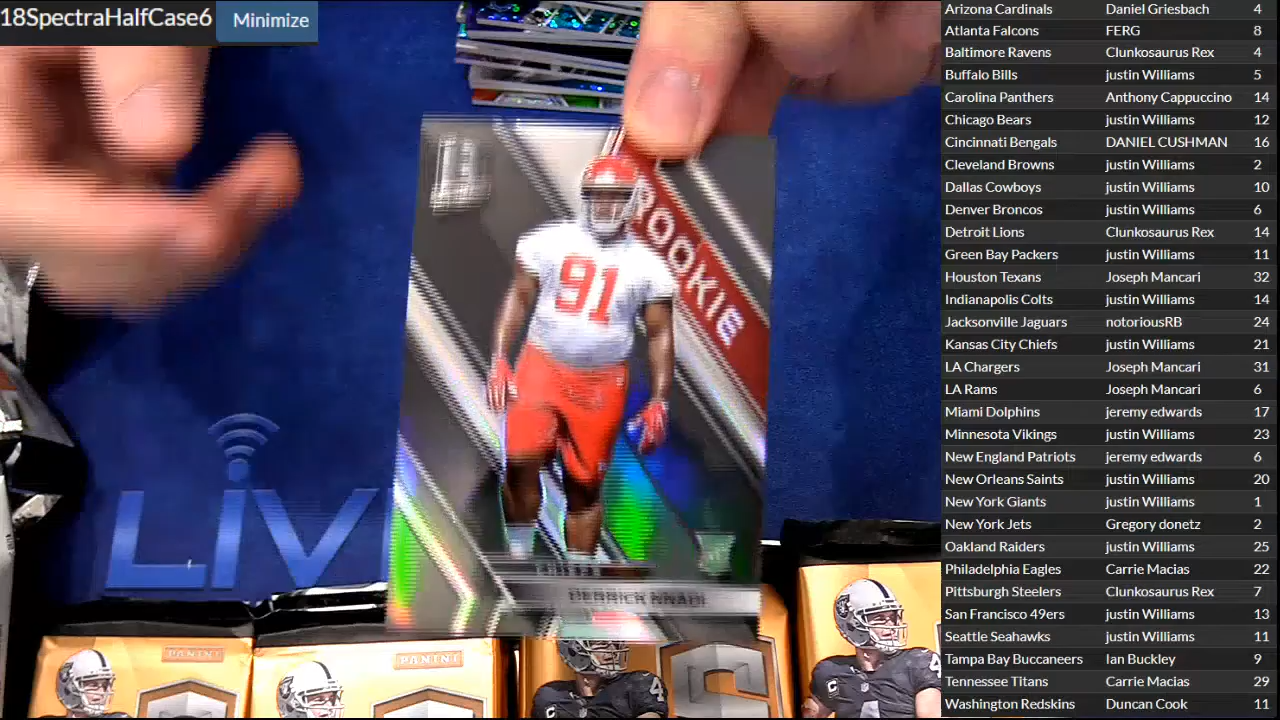 18SpectraHalfCase6
Minimize
ROOKIE
91
DERRICK NNADI
LIV
PANINI
PANINI
4
4
C
Arizona Cardinals Daniel Griesbach 4
Atlanta Falcons FERG 8
Baltimore Ravens Clunkosaurus Rex 4
Buffalo Bills justin Williams 5
Carolina Panthers Anthony Cappuccino 14
Chicago Bears justin Williams 12
Cincinnati Bengals DANIEL CUSHMAN 16
Cleveland Browns justin Williams 2
Dallas Cowboys justin Williams 10
Denver Broncos justin Williams 6
Detroit Lions Clunkosaurus Rex 14
Green Bay Packers justin Williams 11
Houston Texans Joseph Mancari 32
Indianapolis Colts justin Williams 14
Jacksonville Jaguars notoriousRB 24
Kansas City Chiefs justin Williams 21
LA Chargers Joseph Mancari 31
LA Rams Joseph Mancari 6
Miami Dolphins jeremy edwards 17
Minnesota Vikings justin Williams 23
New England Patriots jeremy edwards 6
New Orleans Saints justin Williams 20
New York Giants justin Williams 1
New York Jets Gregory donetz 2
Oakland Raiders justin Williams 25
Philadelphia Eagles Carrie Macias 22
Pittsburgh Steelers Clunkosaurus Rex 7
San Francisco 49ers justin Williams 13
Seattle Seahawks justin Williams 11
Tampa Bay Buccaneers Ian Buckley 9
Tennessee Titans Carrie Macias 29
Washington Redskins Duncan Cook 11